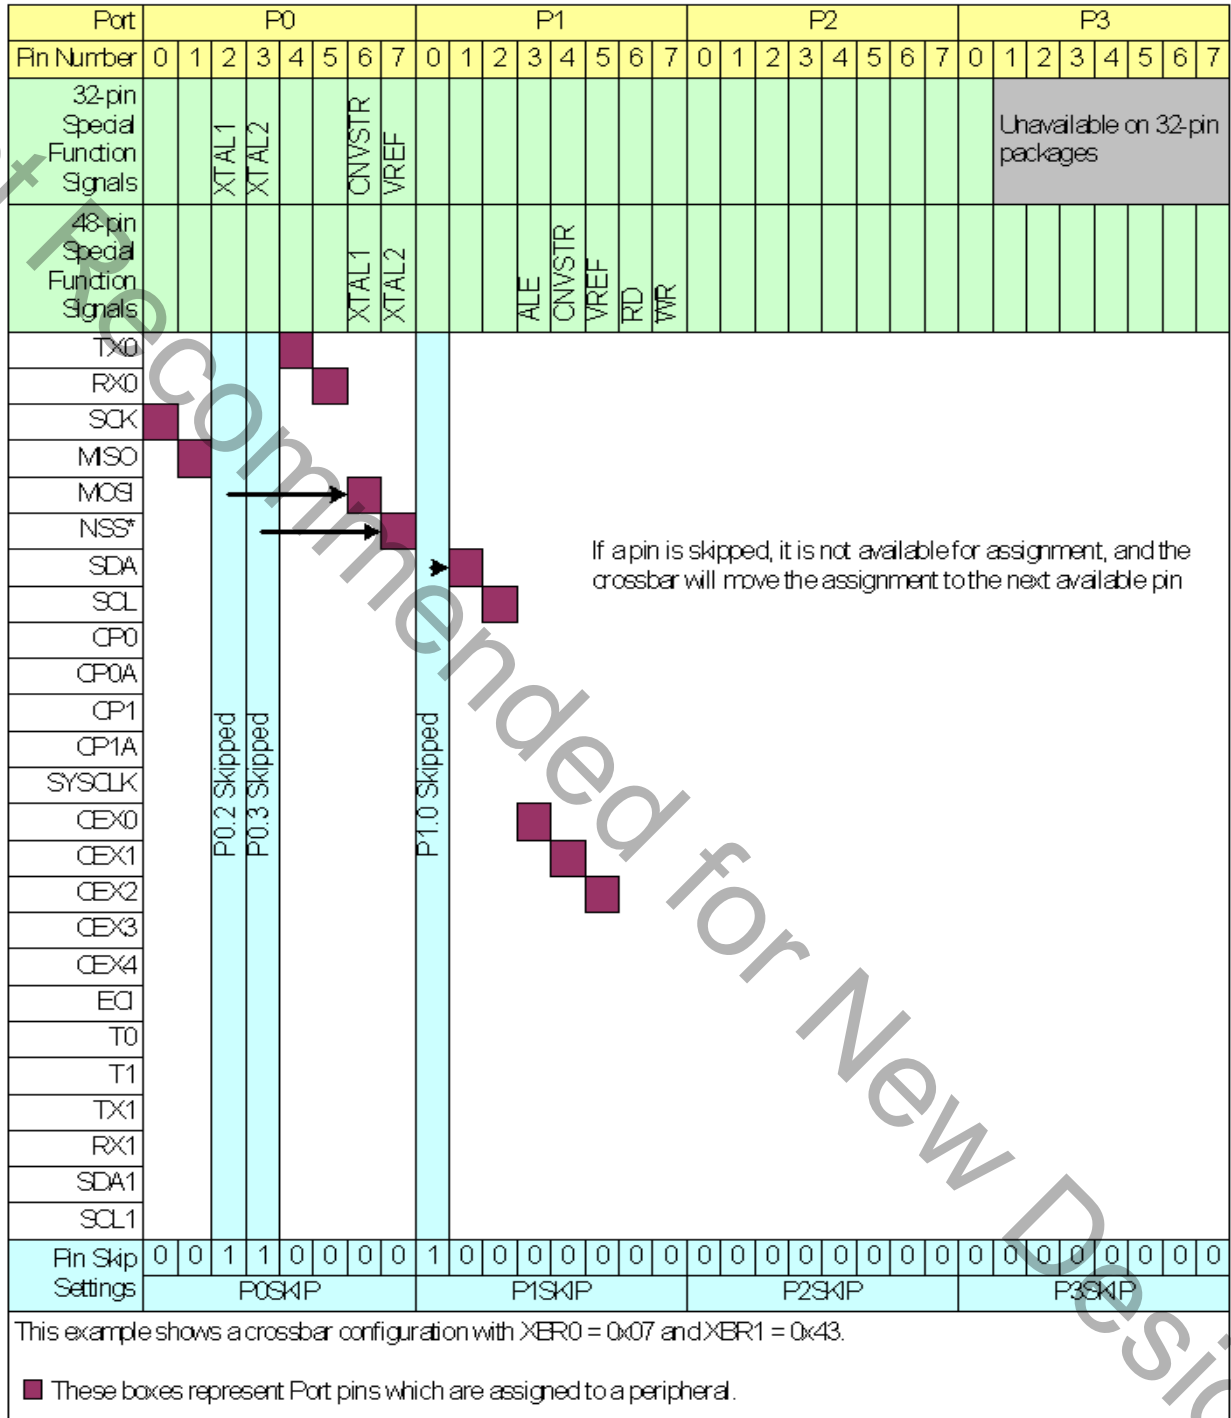 Port P0 P1 P2 P3
Pin Number 0 1 2 3 4 5 6 7 0 1 2 3 4 5 6 7 0 1 2 3 4 5 6 7 0 1 2 3 4 5 6 7
32-pin
Special
Function
Signals
XTAL1
XTAL2
CNVSTR
VREF
Unavailable on 32-pin
packages
48-pin
Special
Function
Signals
XTAL1
XTAL2
ALE
CNVSTR
VREF
RD
WR
TX0
RX0
SCK
MISO
MOSI
NSS*
SDA
SCL
CP0
CP0A
CP1
CP1A
SYSCLK
CEX0
CEX1
CEX2
CEX3
CEX4
ECI
T0
T1
TX1
RX1
SDA1
SCL1
P0.2 Skipped
P0.3 Skipped
P1.0 Skipped
If a pin is skipped, it is not available for assignment, and the
crossbar will move the assignment to the next available pin
Pin Skip 0 0 1 1 0 0 0 0 1 0 0 0 0 0 0 0 0 0 0 0 0 0 0 0 0 0 0 0 0 0 0 0
Settings P0SKIP P1SKIP P2SKIP P3SKIP
This example shows a crossbar configuration with XBR0 = 0x07 and XBR1 = 0x43.
These boxes represent Port pins which are assigned to a peripheral.
Recommended for New Desig